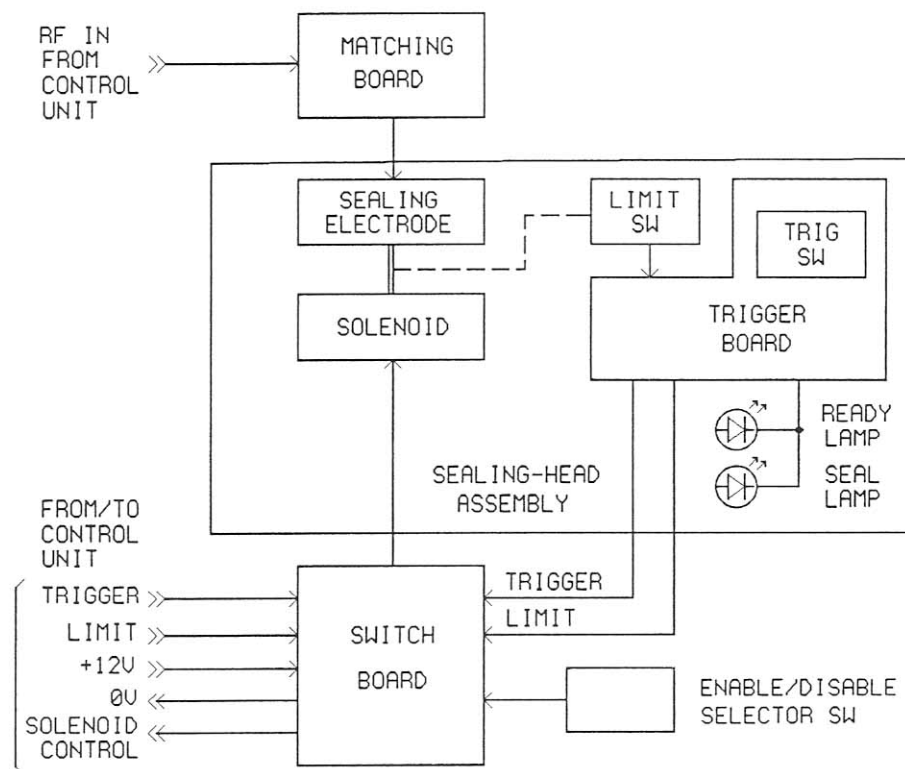 RF IN
FROM
CONTROL
UNIT
MATCHING
BOARD
SEALING
ELECTRODE
LIMIT
SW
TRIG
SW
SOLENOID
TRIGGER
BOARD
READY
LAMP
SEALING-HEAD
ASSEMBLY
SEAL
LAMP
FROM/TO
CONTROL
UNIT
TRIGGER
LIMIT
+12V
0V
SOLENOID
CONTROL
SWITCH
BOARD
TRIGGER
LIMIT
ENABLE/DISABLE
SELECTOR SW